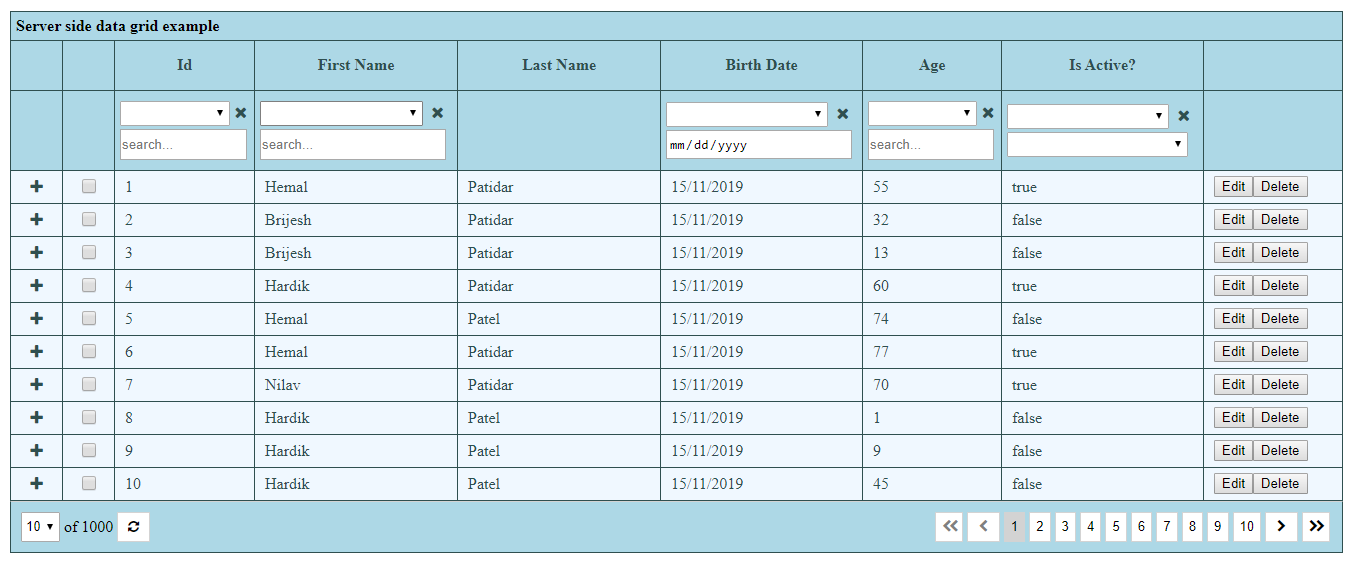 Server side data grid example
Id First Name Last Name Birth Date Age Is Active?
search... search... mm/dd/yyyy search...
1 Hemal Patidar 15/11/2019 55 true Edit Delete
2 Brijesh Patidar 15/11/2019 32 false Edit Delete
3 Brijesh Patidar 15/11/2019 13 false Edit Delete
4 Hardik Patidar 15/11/2019 60 true Edit Delete
5 Hemal Patel 15/11/2019 74 false Edit Delete
6 Hemal Patidar 15/11/2019 77 true Edit Delete
7 Nilav Patidar 15/11/2019 70 true Edit Delete
8 Hardik Patel 15/11/2019 1 false Edit Delete
9 Hardik Patel 15/11/2019 9 false Edit Delete
10 Hardik Patel 15/11/2019 45 false Edit Delete
10 of 1000 1 2 3 4 5 6 7 8 9 10